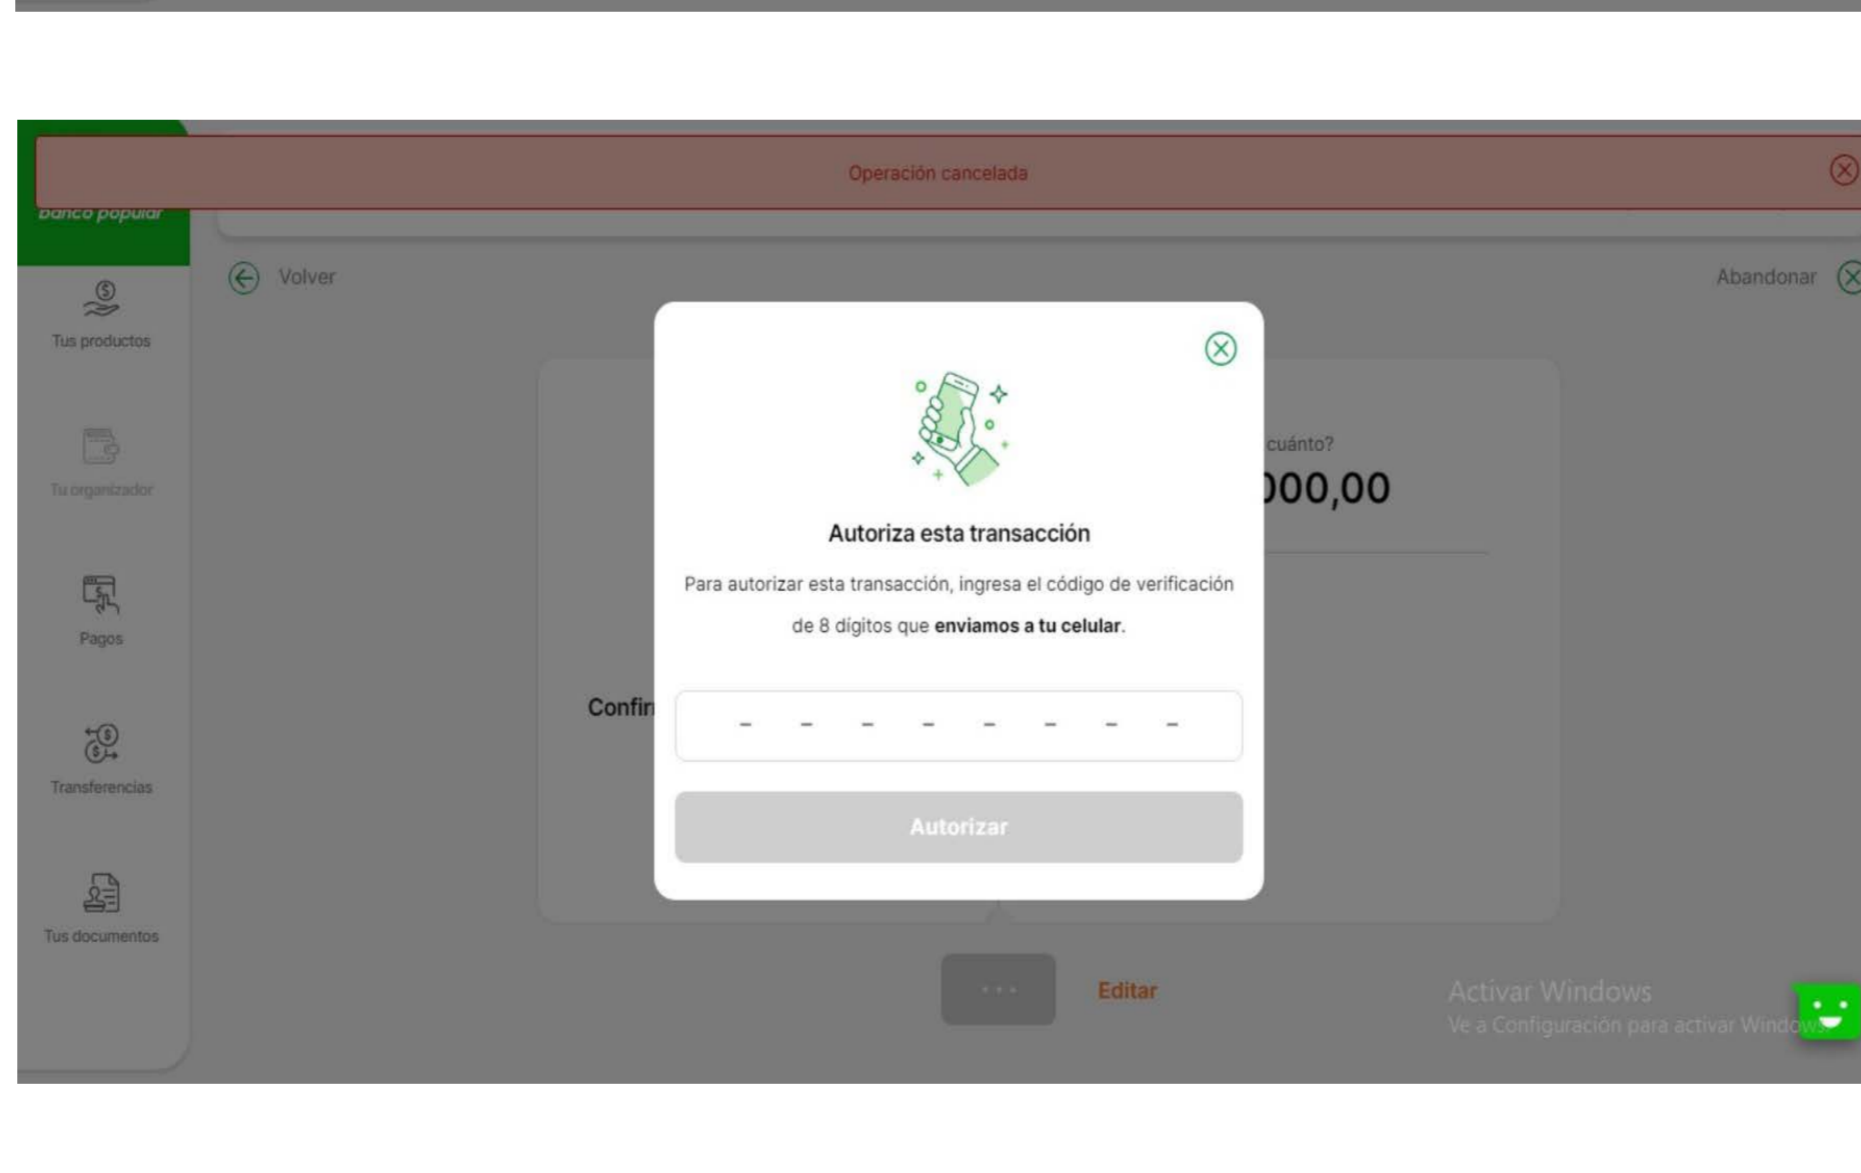 Operación cancelada
banco popular
Volver
Abandonar
Tus productos
cuánto?
Tu organizador
000,00
Autoriza esta transacción
Para autorizar esta transacción, ingresa el código de verificación
de 8 dígitos que enviamos a tu celular.
Pagos
Confir
– – – – – – – –
Transferencias
Autorizar
Tus documentos
Editar
Activar Windows
Ve a Configuración para activar Windows.